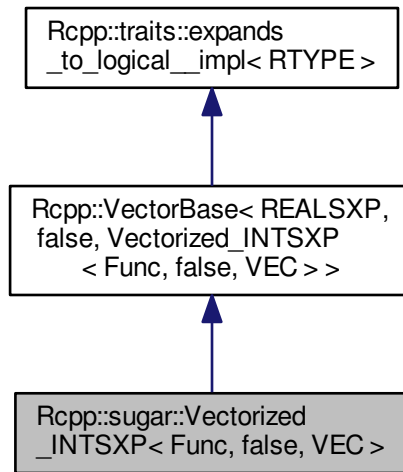 Rcpp::traits::expands
_to_logical__impl< RTYPE >
Rcpp::VectorBase< REALSXP,
false, Vectorized_INTSXP
< Func, false, VEC > >
Rcpp::sugar::Vectorized
_INTSXP< Func, false, VEC >